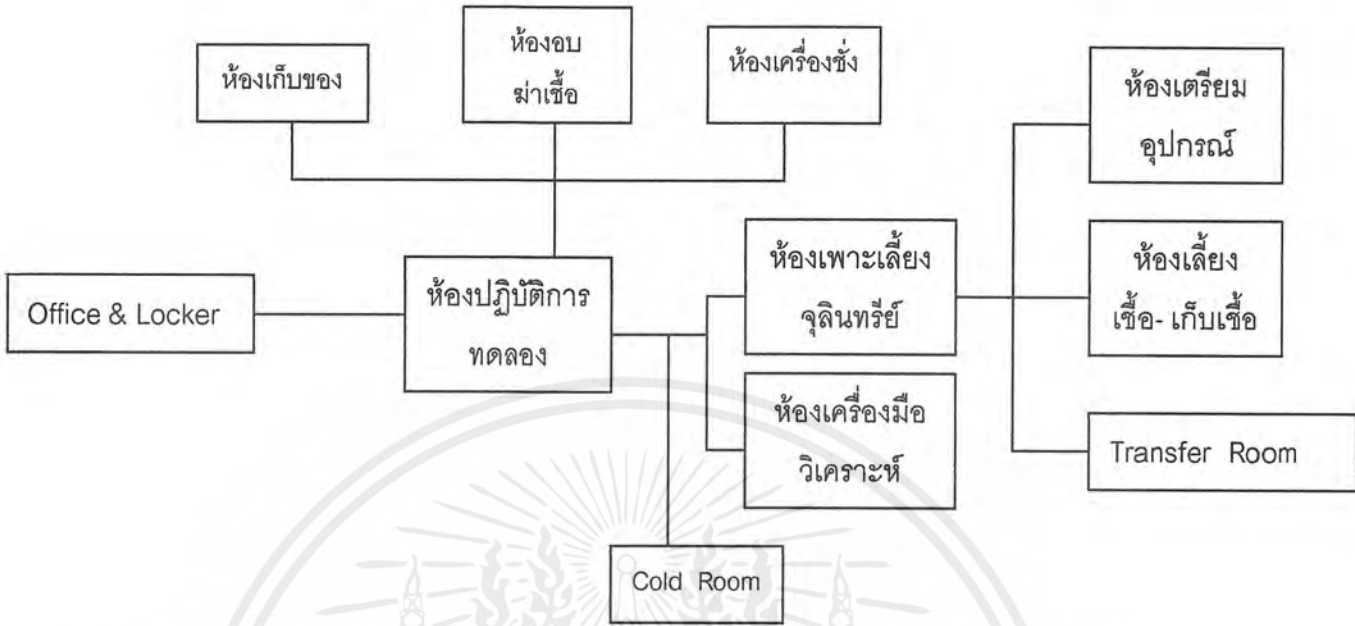 ห้องเก็บของ
ห้องอบ
ฆ่าเชื้อ
ห้องเครื่องชั่ง
ห้องเตรียม
อุปกรณ์
Office & Locker
ห้องปฏิบัติการ
ทดลอง
ห้องเพาะเลี้ยง
จุลินทรีย์
ห้องเลี้ยง
เชื้อ- เก็บเชื้อ
ห้องเครื่องมือ
วิเคราะห์
Transfer Room
Cold Room